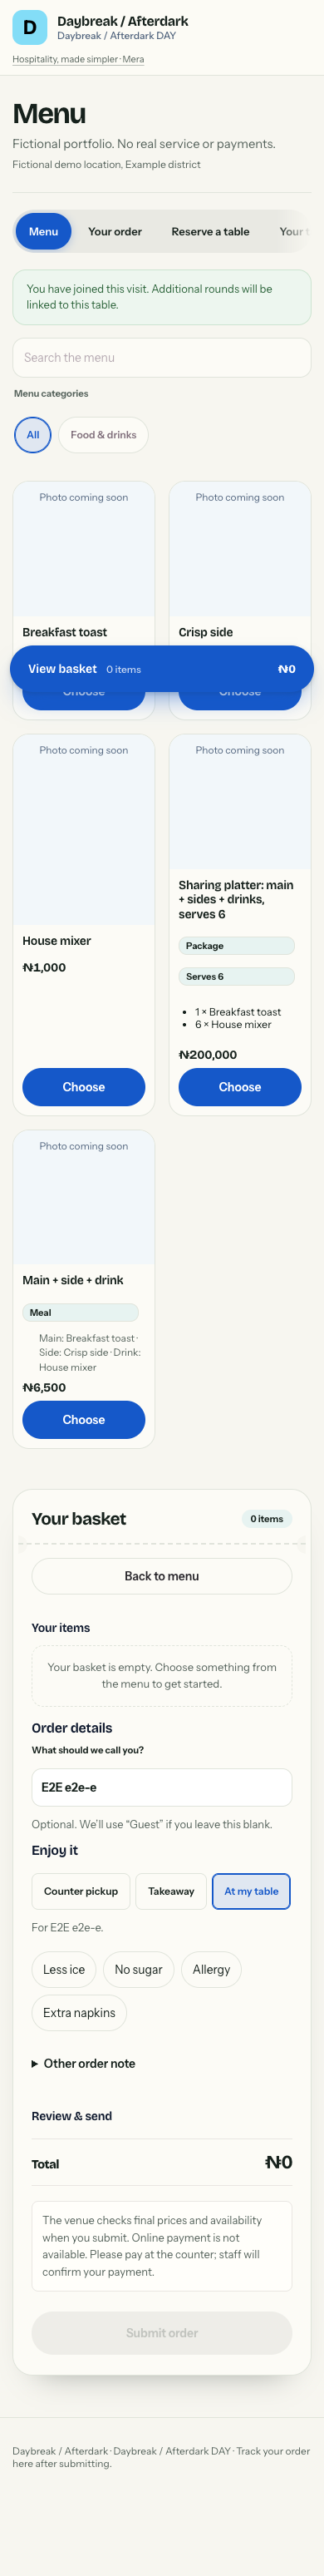 D
Daybreak / Afterdark
Daybreak / Afterdark DAY
Hospitality, made simpler · Mera
Menu
Fictional portfolio. No real service or payments.
Fictional demo location, Example district
Menu
Your order
Reserve a table
Your t
You have joined this visit. Additional rounds will be
linked to this table.
Search the menu
Menu categories
All
Food & drinks
Photo coming soon
Photo coming soon
Breakfast toast
Crisp side
View basket
0 items
₦0
Choose
Choose
Photo coming soon
Photo coming soon
House mixer
₦1,000
Choose
Sharing platter: main
+ sides + drinks,
serves 6
Package
Serves 6
• 1 × Breakfast toast
• 6 × House mixer
₦200,000
Choose
Photo coming soon
Main + side + drink
Meal
Main: Breakfast toast ·
Side: Crisp side · Drink:
House mixer
₦6,500
Choose
Your basket
0 items
Back to menu
Your items
Your basket is empty. Choose something from
the menu to get started.
Order details
What should we call you?
E2E e2e-e
Optional. We'll use “Guest” if you leave this blank.
Enjoy it
Counter pickup
Takeaway
At my table
For E2E e2e-e.
Less ice
No sugar
Allergy
Extra napkins
Other order note
Review & send
Total
₦0
The venue checks final prices and availability
when you submit. Online payment is not
available. Please pay at the counter; staff will
confirm your payment.
Submit order
Daybreak / Afterdark · Daybreak / Afterdark DAY · Track your order
here after submitting.